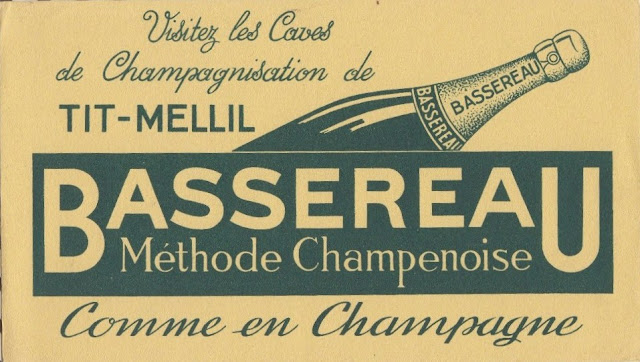 Visitez les Caves
de Champagnisation de
TIT-MELLIL
BASSEREAU
BASSEREAU
BASSEREAU
Méthode Champenoise
Comme en Champagne